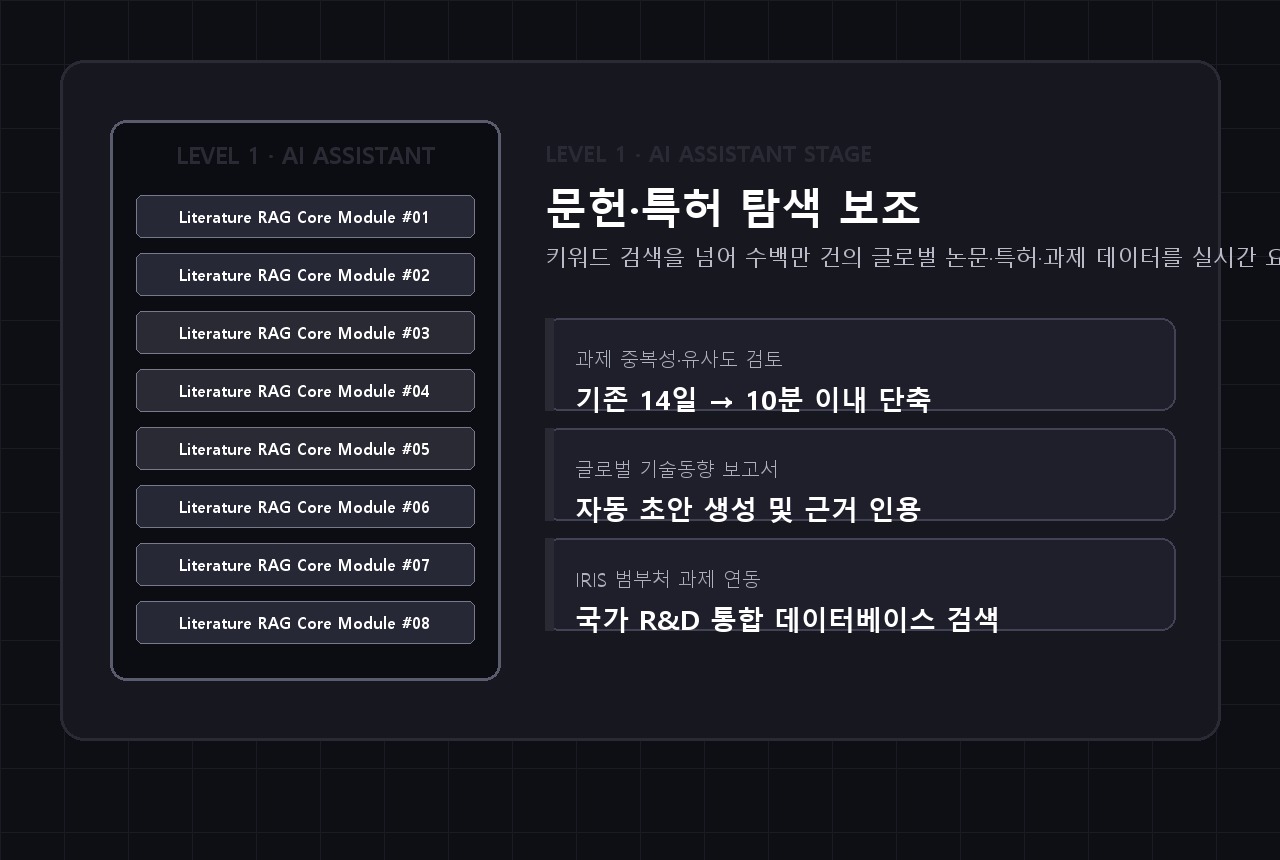 LEVEL 1 · AI ASSISTANT
Literature RAG Core Module #01
Literature RAG Core Module #02
Literature RAG Core Module #03
Literature RAG Core Module #04
Literature RAG Core Module #05
Literature RAG Core Module #06
Literature RAG Core Module #07
Literature RAG Core Module #08
LEVEL 1 · AI ASSISTANT STAGE
문헌·특허 탐색 보조
키워드 검색을 넘어 수백만 건의 글로벌 논문·특허·과제 데이터를 실시간
과제 중복성·유사도 검토
기존 14일 → 10분 이내 단축
글로벌 기술동향 보고서
자동 초안 생성 및 근거 인용
IRIS 범부처 과제 연동
국가 R&D 통합 데이터베이스 검색